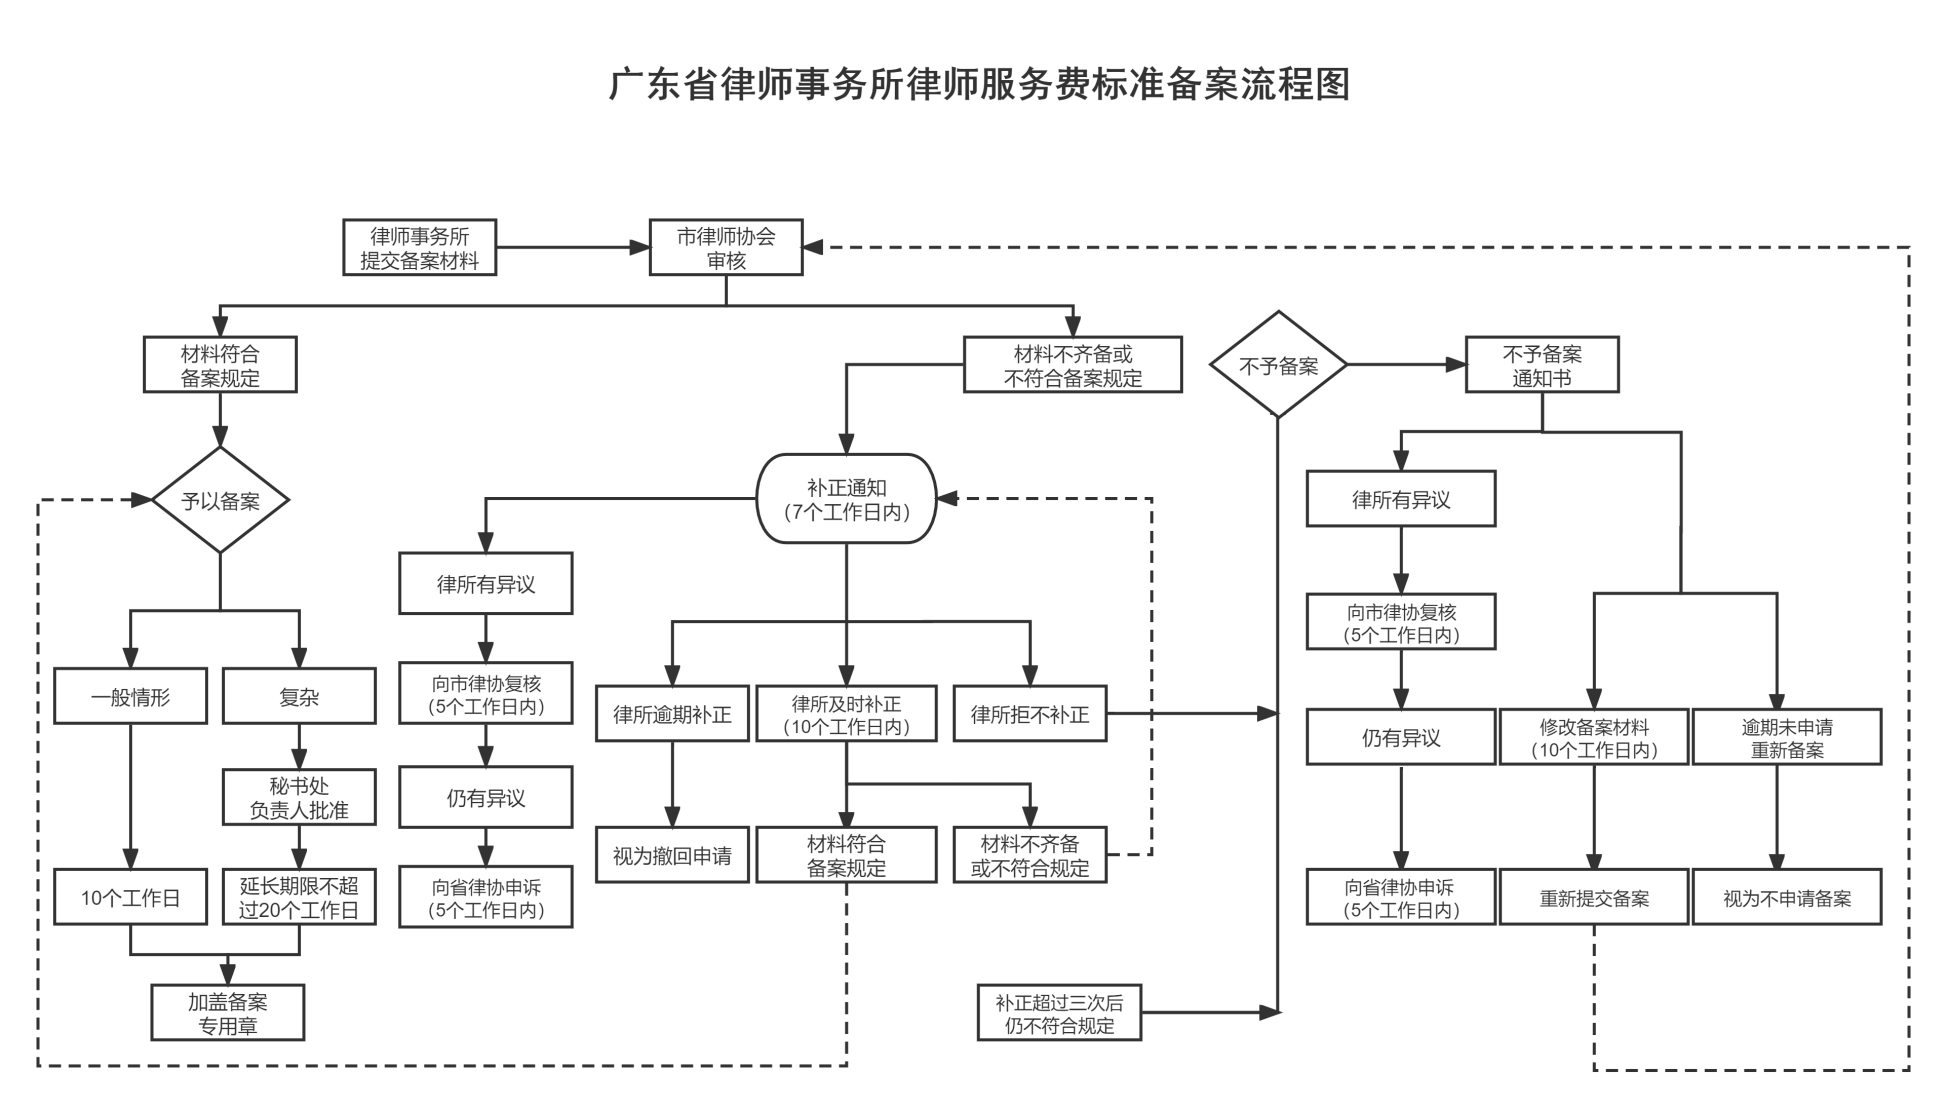 广东省律师事务所律师服务费标准备案流程图
律师事务所
提交备案材料
市律师协会
审核
材料符合
备案规定
材料不齐备或
不符合备案规定
不予备案
不予备案
通知书
予以备案
补正通知
(7个工作日内)
律所有异议
律所有异议
向市律协复核
(5个工作日内)
一般情形
复杂
向市律协复核
(5个工作日内)
律所逾期补正
律所及时补正
(10个工作日内)
律所拒不补正
仍有异议
修改备案材料
(10个工作日内)
逾期未申请
重新备案
秘书处
负责人批准
仍有异议
视为撤回申请
材料符合
备案规定
材料不齐备
或不符合规定
10个工作日
延长期限不超
过20个工作日
向省律协申诉
(5个工作日内)
向省律协申诉
(5个工作日内)
重新提交备案
视为不申请备案
加盖备案
专用章
补正超过三次后
仍不符合规定